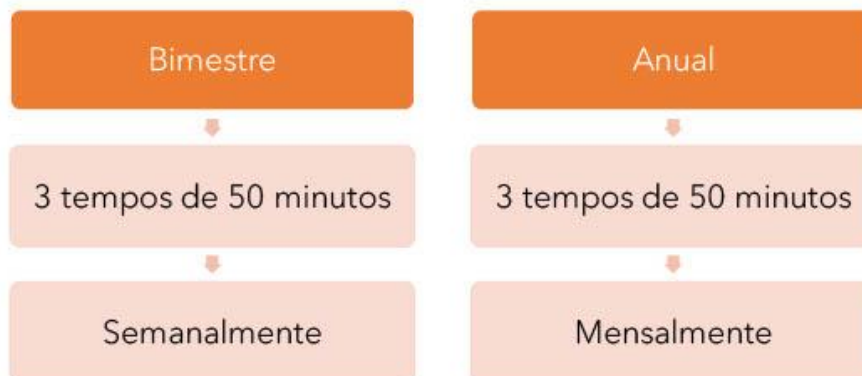 Bimestre
3 tempos de 50 minutos
Semanalmente
Anual
3 tempos de 50 minutos
Mensalmente